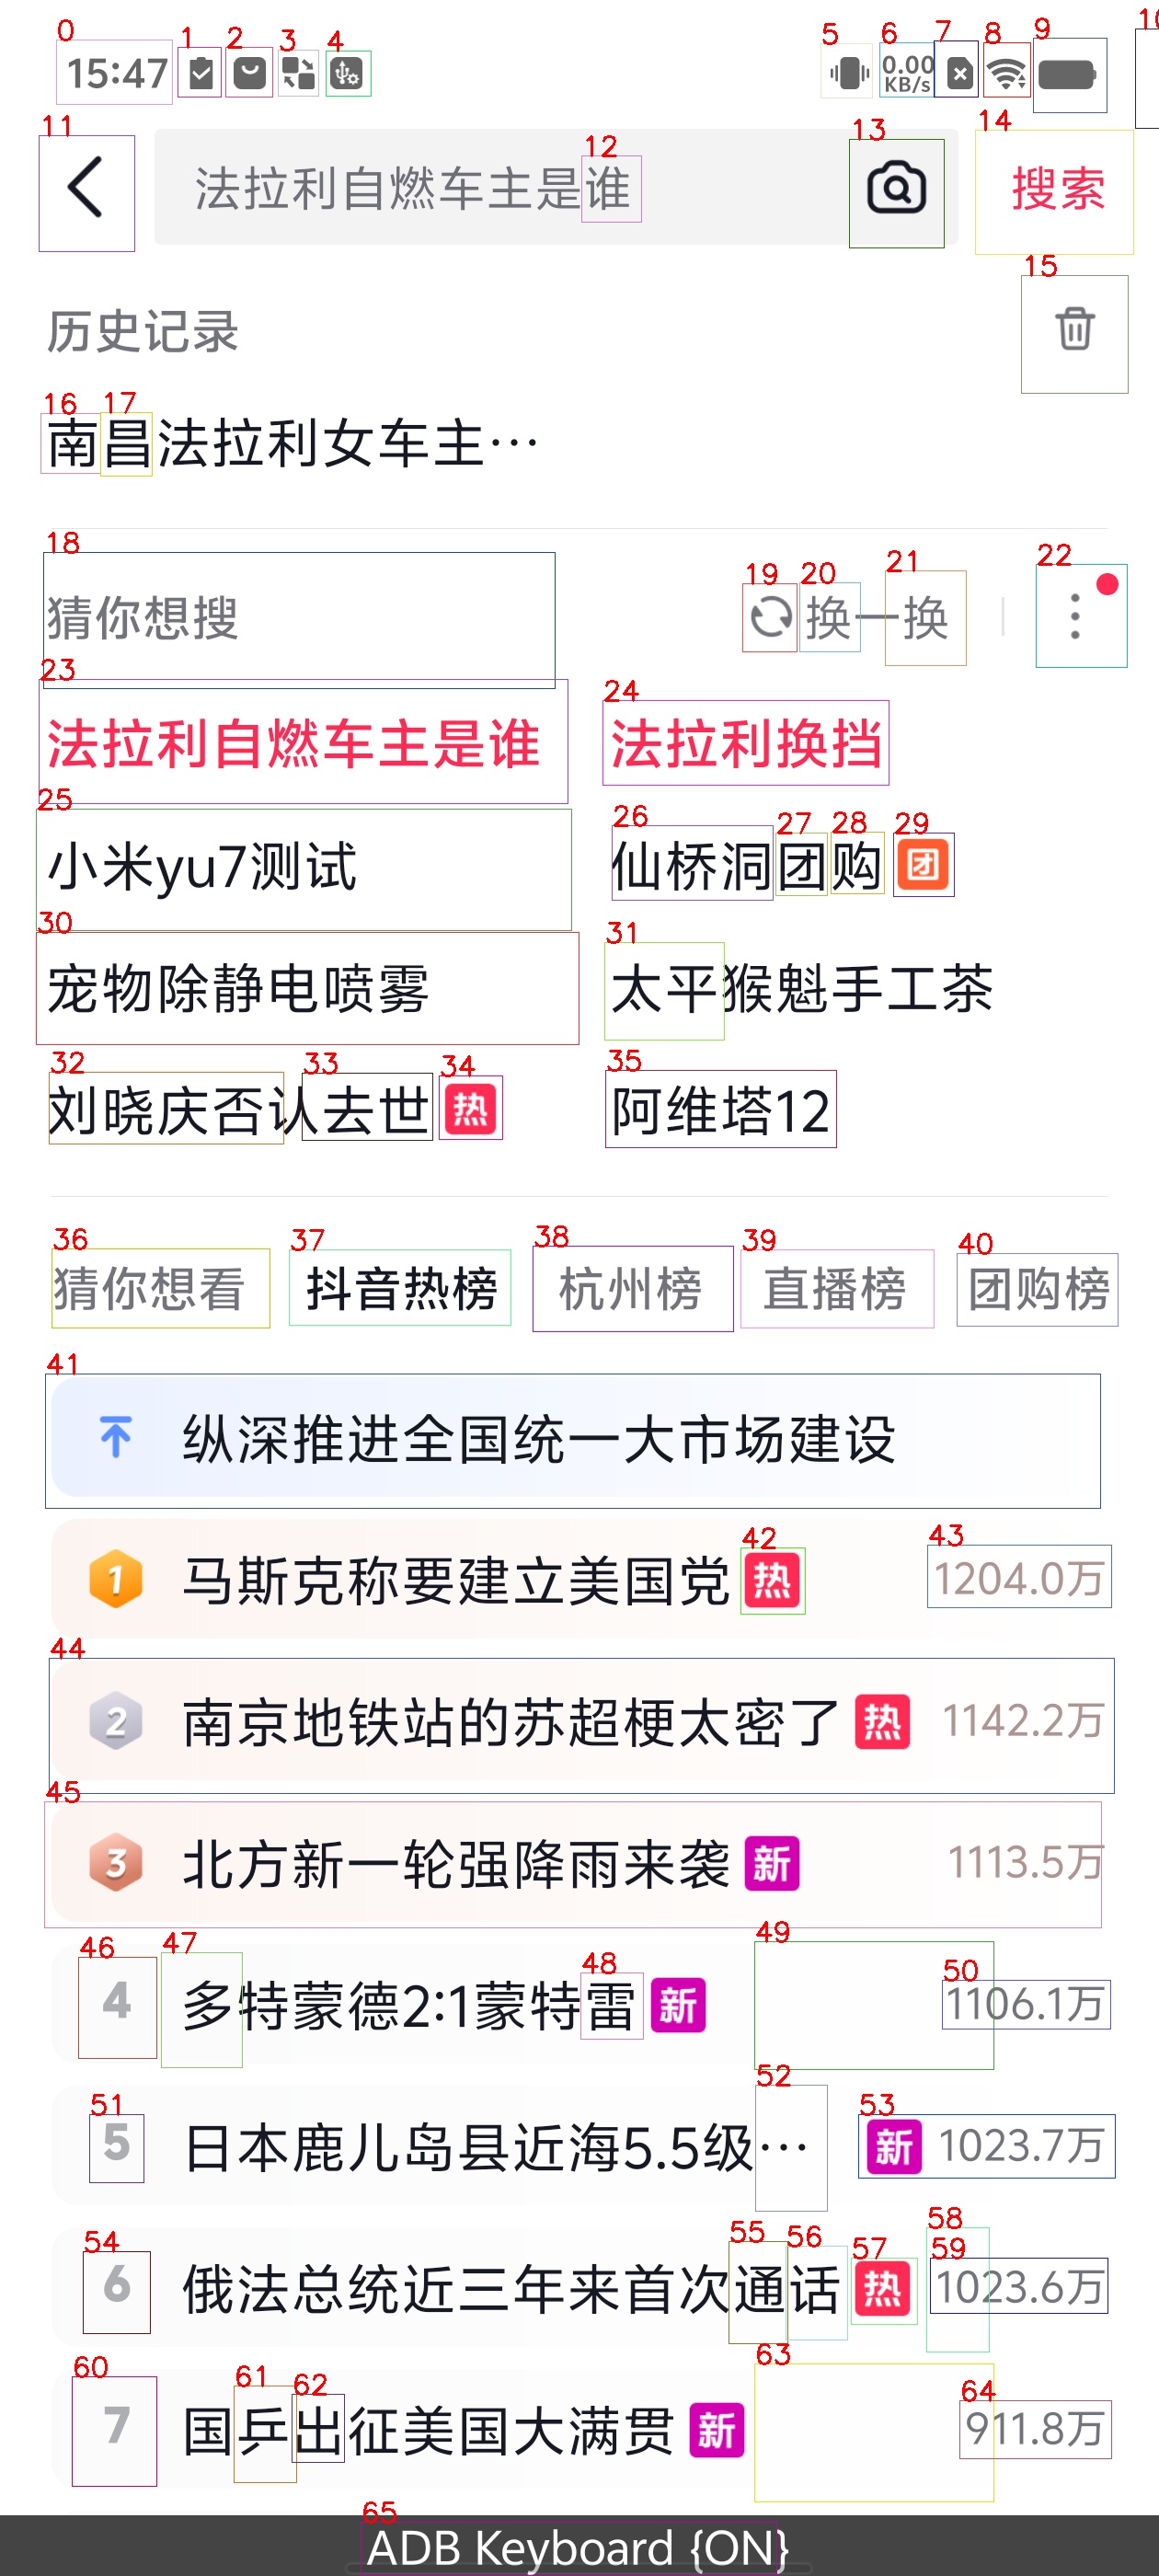 0 1 2 3 4 5 6 7 8 9 10
15:47 0.00 KB/s
11 12 13 14
法拉利自燃车主是谁 搜索
15
历史记录
16 17
南昌法拉利女车主…
18 19 20 21 22
猜你想搜 换一换
23 24
法拉利自燃车主是谁 法拉利换挡
25 26 27 28 29
小米yu7测试 仙桥洞团购 团
30 31
宠物除静电喷雾 太平猴魁手工茶
32 33 34 35
刘晓庆否认去世 热 阿维塔12
36 37 38 39 40
猜你想看 抖音热榜 杭州榜 直播榜 团购榜
41
纵深推进全国统一大市场建设
42 43
1 马斯克称要建立美国党 热 1204.0万
44
2 南京地铁站的苏超梗太密了 热 1142.2万
45
3 北方新一轮强降雨来袭 新 1113.5万
46 47 48 49 50
4 多特蒙德2:1蒙特雷 新 1106.1万
51 52 53
5 日本鹿儿岛县近海5.5级… 新 1023.7万
54 55 56 57 58 59
6 俄法总统近三年来首次通话 热 1023.6万
60 61 62 63 64
7 国乒出征美国大满贯 新 911.8万
65
ADB Keyboard {ON}